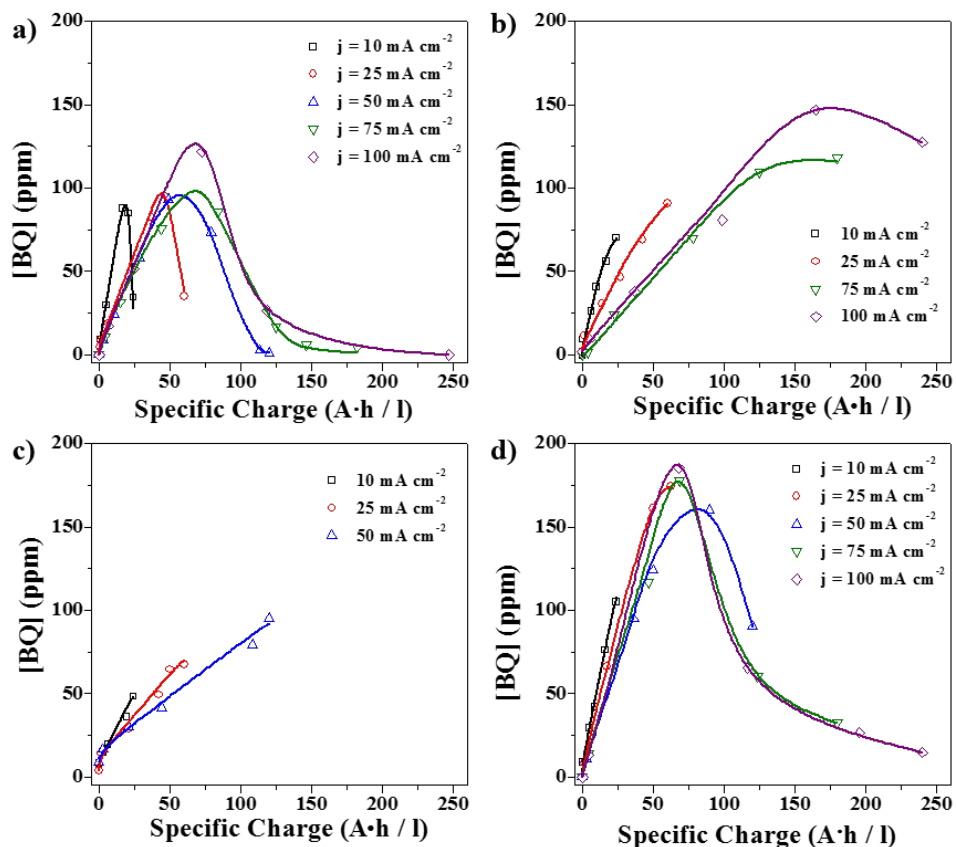 a)
200
150
100
50
0
[BQ] (ppm)
j = 10 mA cm⁻²
j = 25 mA cm⁻²
j = 50 mA cm⁻²
j = 75 mA cm⁻²
j = 100 mA cm⁻²
0 50 100 150 200 250
Specific Charge (A·h / l)
b)
200
150
100
50
0
[BQ] (ppm)
10 mA cm⁻²
25 mA cm⁻²
75 mA cm⁻²
100 mA cm⁻²
0 50 100 150 200 250
Specific Charge (A•h / l)
c)
200
150
100
50
0
[BQ] (ppm)
10 mA cm⁻²
25 mA cm⁻²
50 mA cm⁻²
0 50 100 150 200 250
Specific Charge (A•h / l)
d)
200
150
100
50
0
[BQ] (ppm)
j = 10 mA cm⁻²
j = 25 mA cm⁻²
j = 50 mA cm⁻²
j = 75 mA cm⁻²
j = 100 mA cm⁻²
0 50 100 150 200 250
Specific Charge (A·h / l)